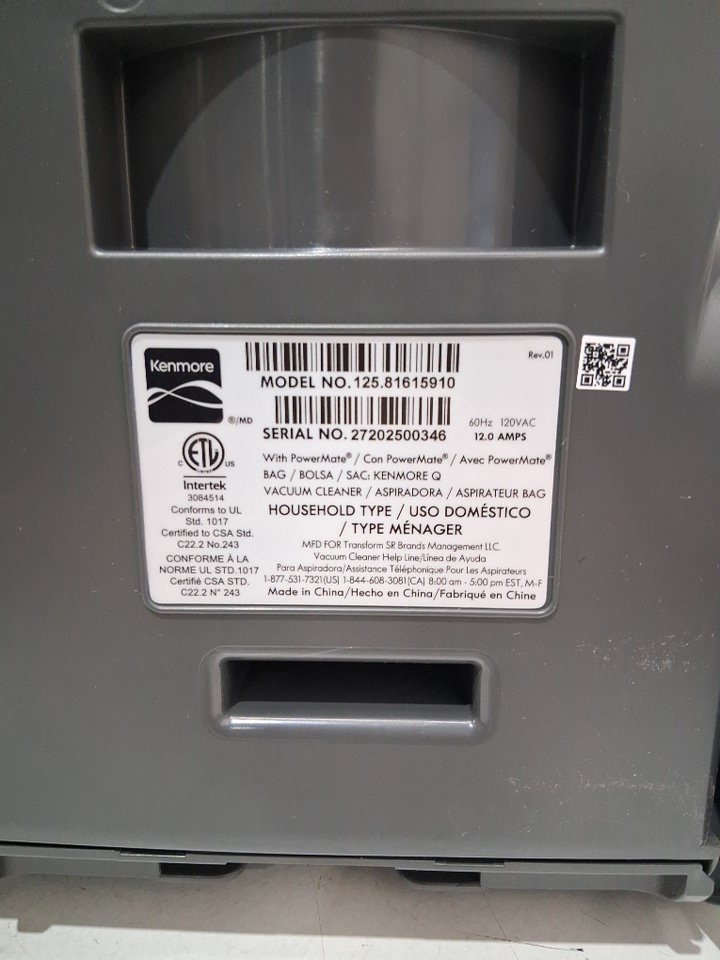 Kenmore
®/MD
Rev.01
MODEL NO.125.81615910
SERIAL NO. 27202500346
60Hz 120VAC
12.0 AMPS
With PowerMate® / Con PowerMate® / Avec PowerMate®
BAG / BOLSA / SAC: KENMORE Q
VACUUM CLEANER / ASPIRADORA / ASPIRATEUR BAG
HOUSEHOLD TYPE / USO DOMÉSTICO
/ TYPE MÉNAGER
MFD FOR Transform SR Brands Management LLC.
Vacuum Cleaner Help Line/Línea de Ayuda
Para Aspiradora/Assistance Téléphonique Pour Les Aspirateurs
1-877-531-7321(US) 1-844-608-3081(CA) 8:00 am - 5:00 pm EST, M-F
Made in China/Hecho en China/Fabriqué en Chine
C ETL US
Intertek
3084514
Conforms to UL
Std. 1017
Certified to CSA Std.
C22.2 No.243
CONFORME À LA
NORME UL STD.1017
Certifié CSA STD.
C22.2 N° 243